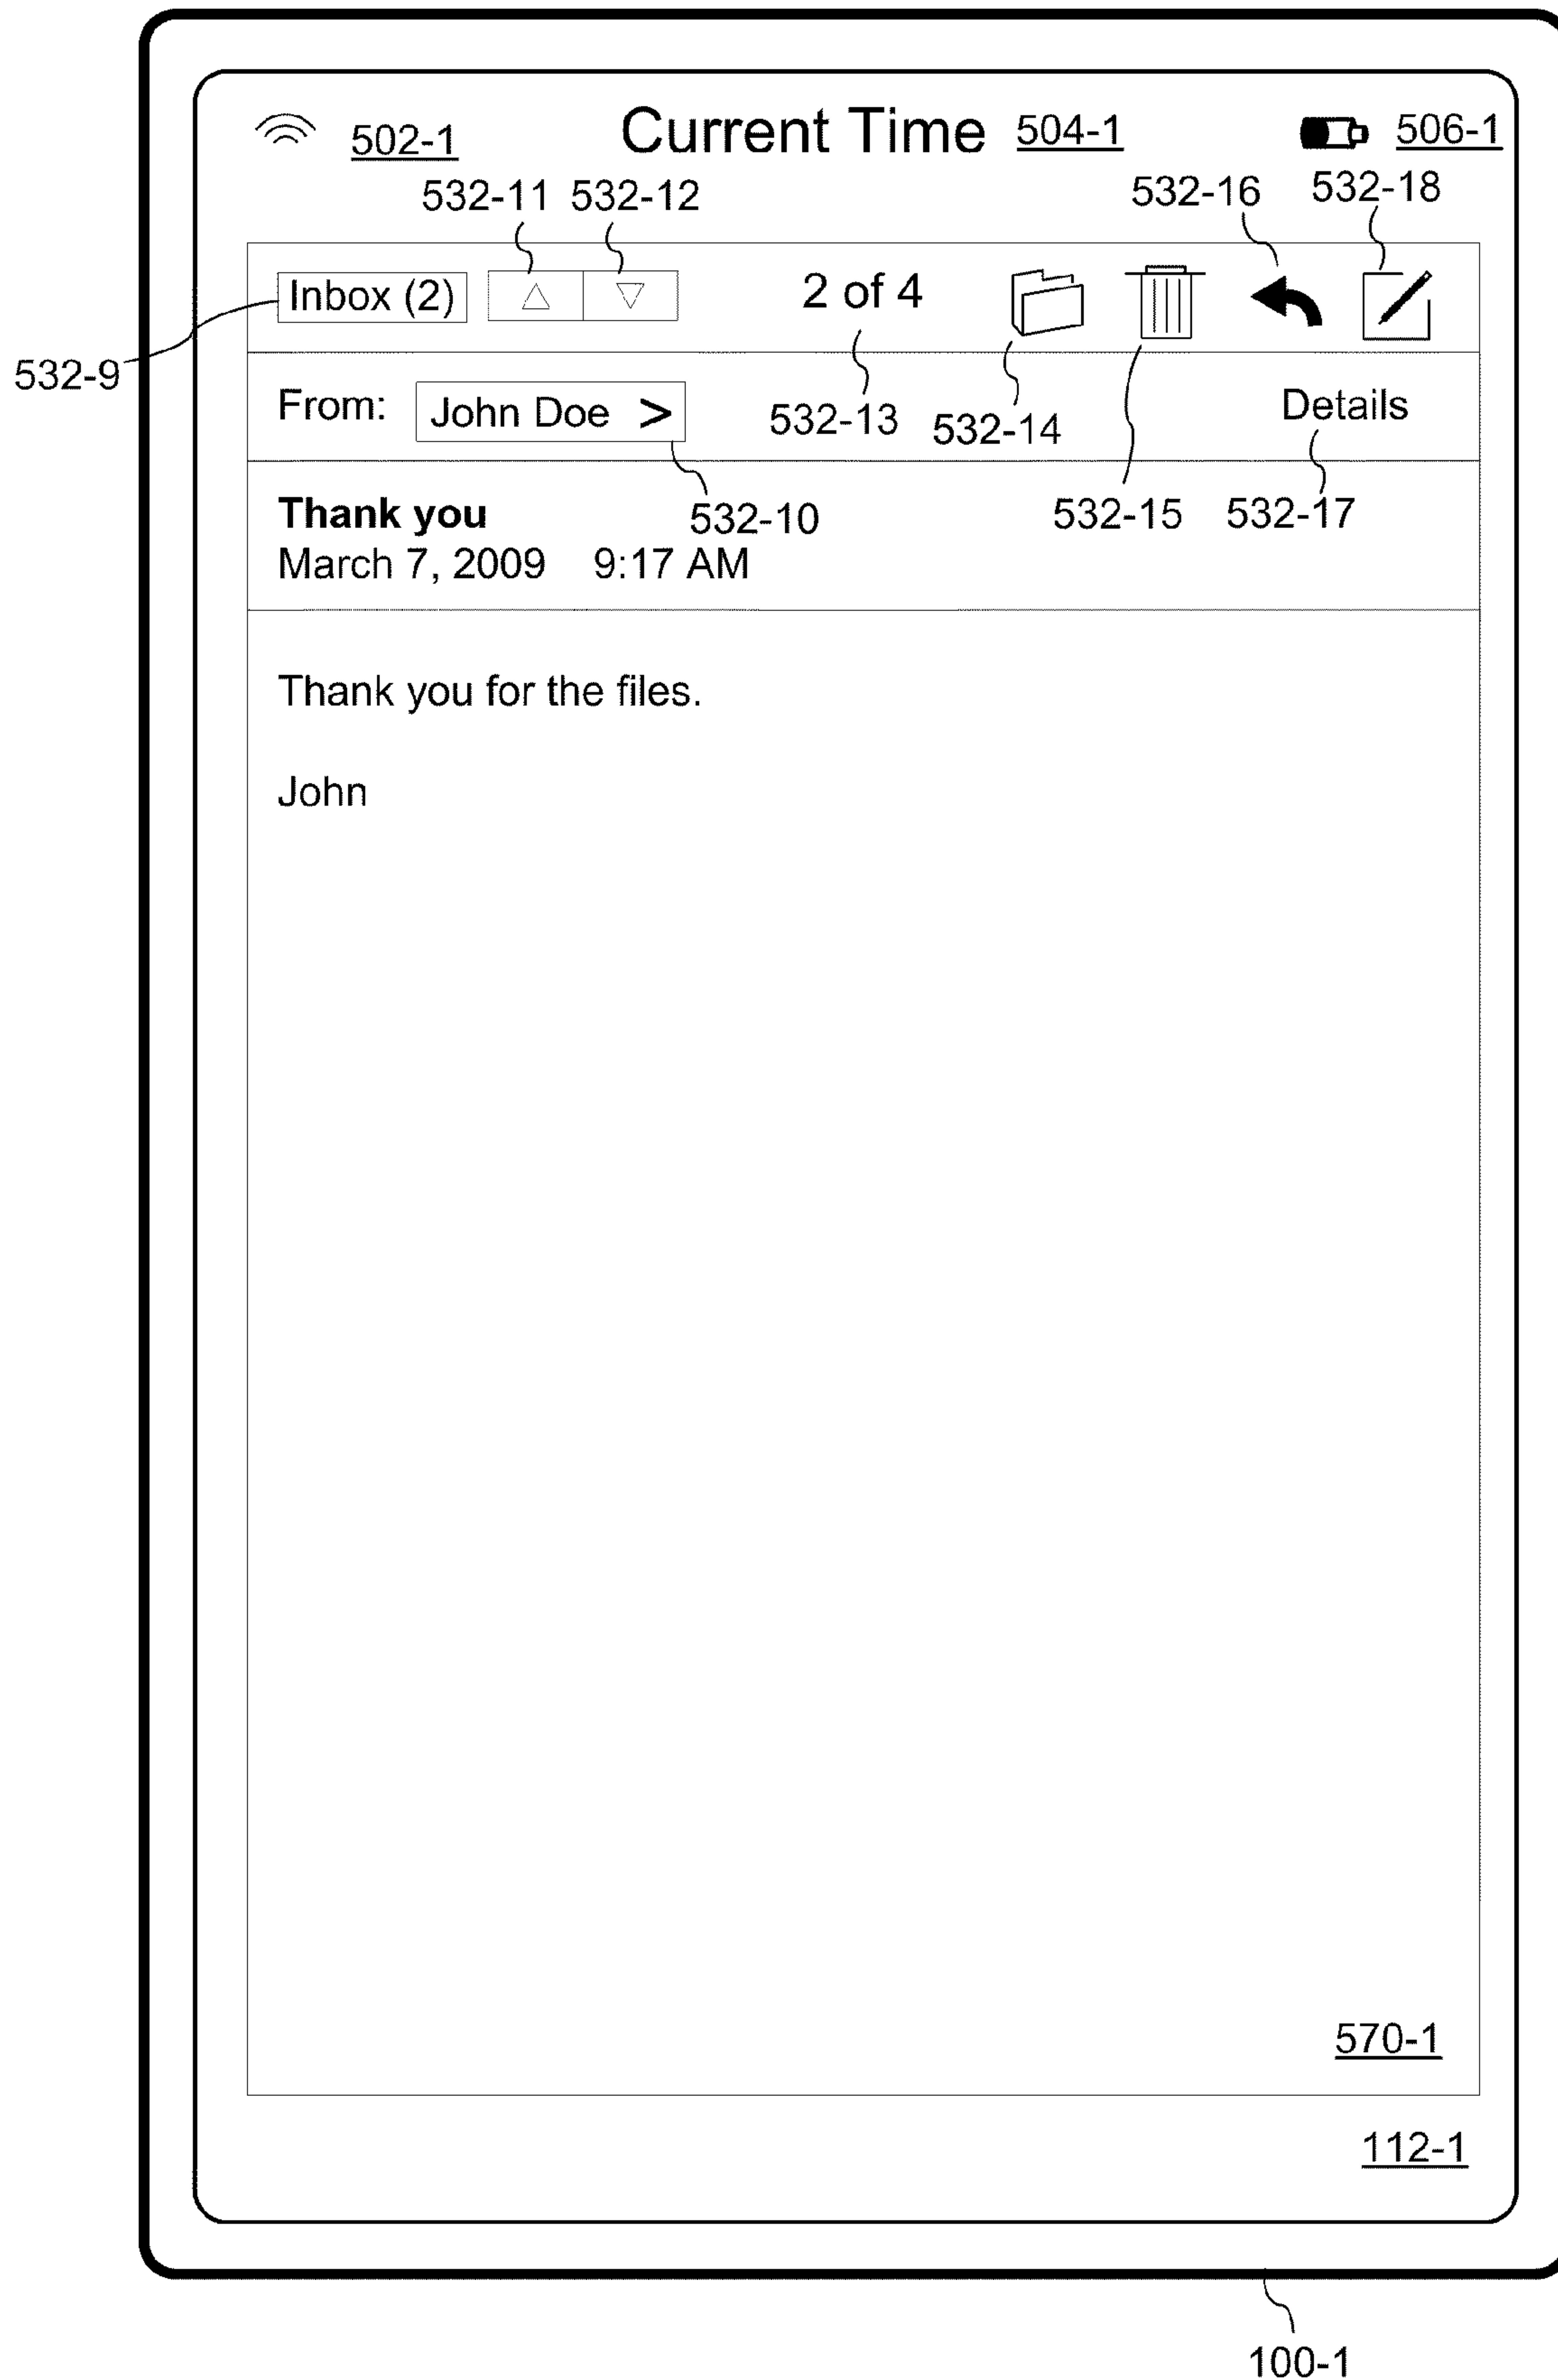 502-1 Current Time 504-1 506-1
532-11 532-12 532-16 532-18
Inbox (2) 2 of 4
532-9
From: John Doe > 532-13 532-14 Details
Thank you 532-10 532-15 532-17
March 7, 2009 9:17 AM
Thank you for the files.
John
570-1
112-1
100-1